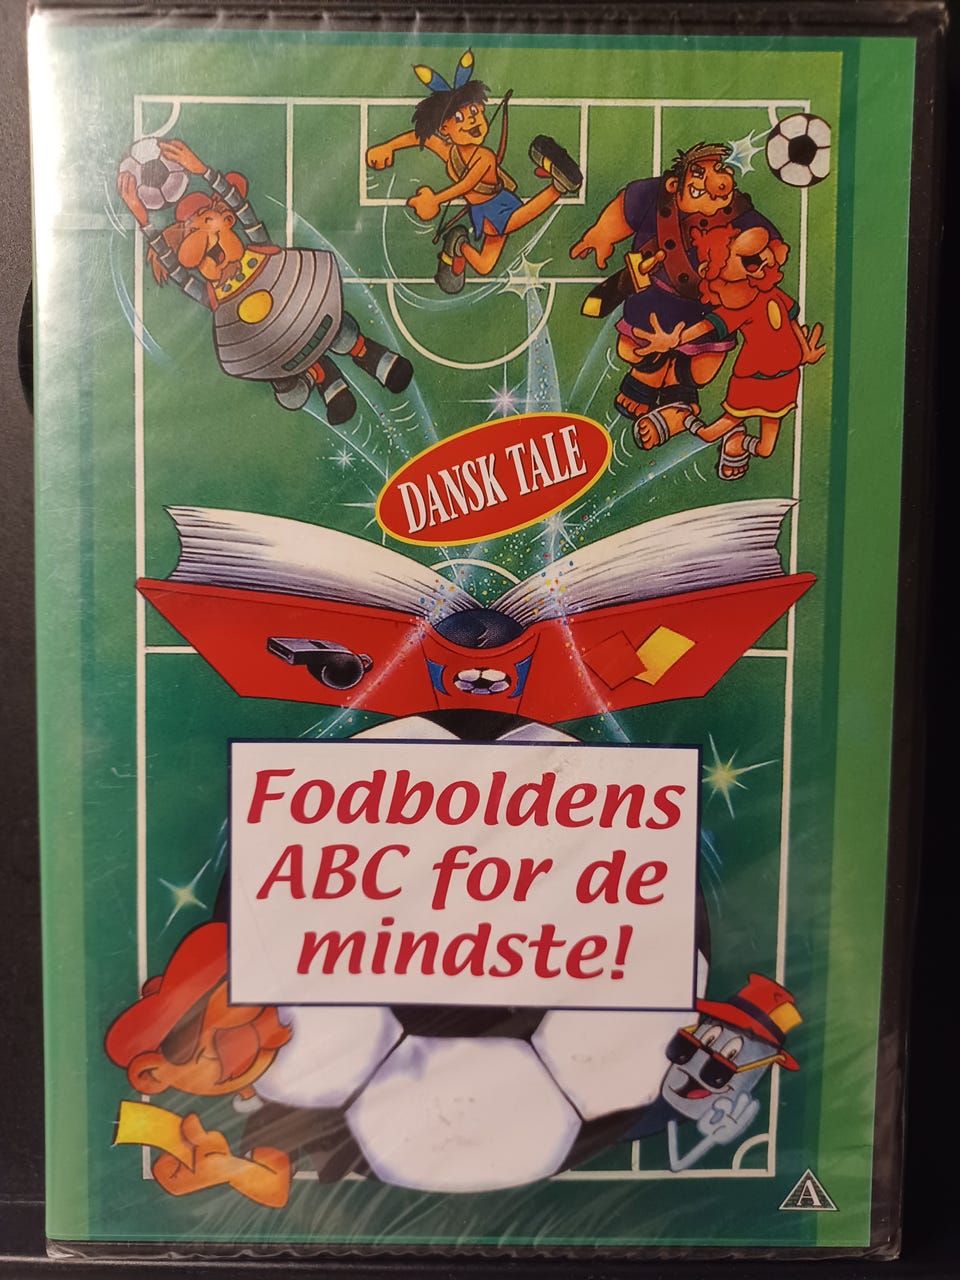 DANSK TALE
Fodboldens
ABC for de
mindste!
A